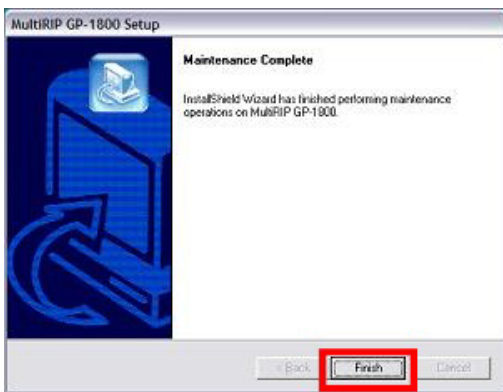 MultiRIP GP-1800 Setup
Maintenance Complete
InstallShield Wizard has finished performing maintenance
operations on MultiRIP GP-1800.
< Back
Finish
Cancel